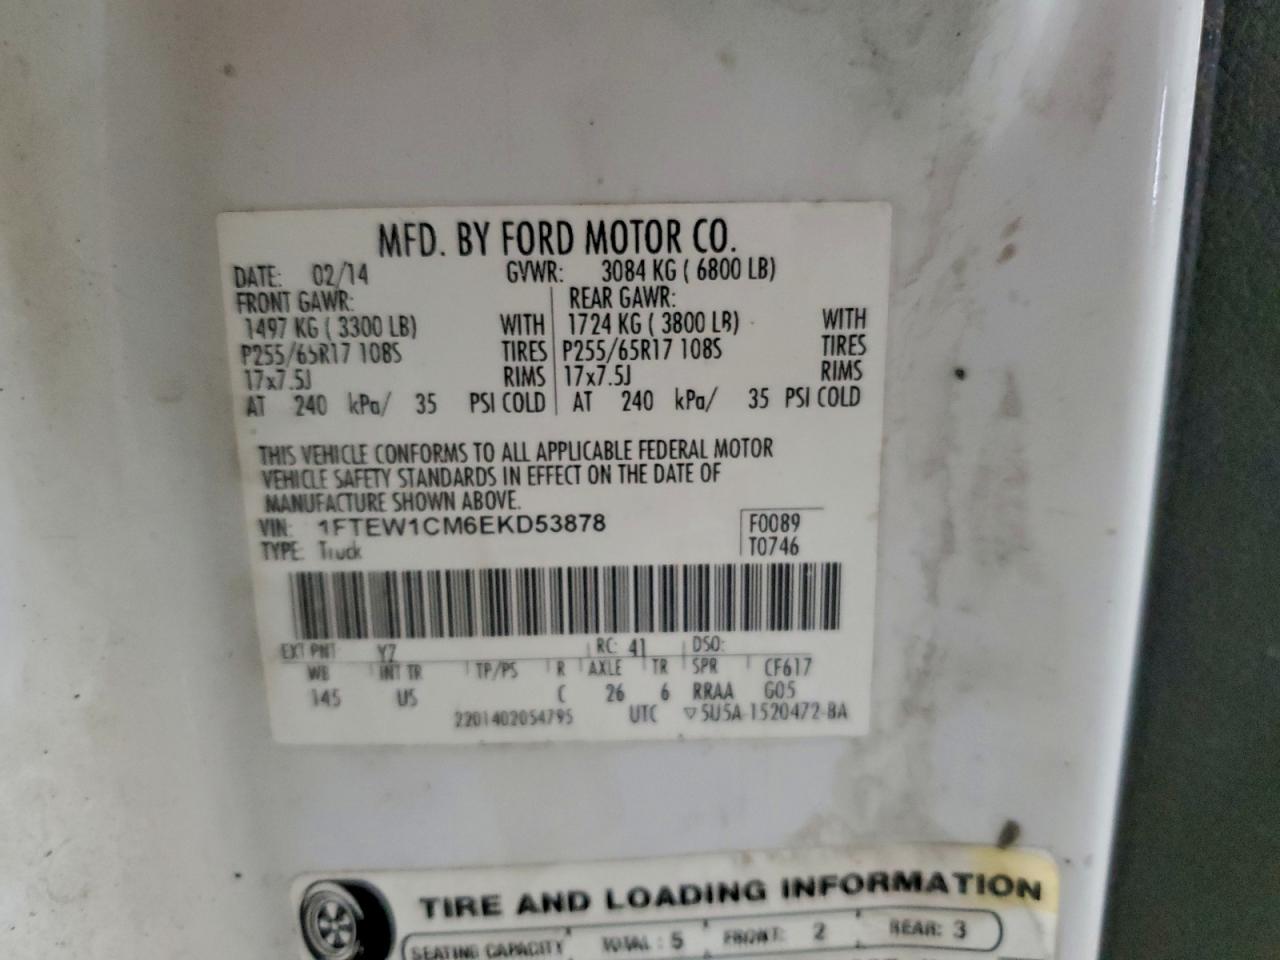 MFD. BY FORD MOTOR CO.
DATE: 02/14 GVWR: 3084 KG ( 6800 LB)
FRONT GAWR: REAR GAWR:
1497 KG ( 3300 LB) WITH 1724 KG ( 3800 LB) WITH
P255/65R17 108S TIRES P255/65R17 108S TIRES
17x7.5J RIMS 17x7.5J RIMS
AT 240 kPa/ 35 PSI COLD AT 240 kPa/ 35 PSI COLD
THIS VEHICLE CONFORMS TO ALL APPLICABLE FEDERAL MOTOR
VEHICLE SAFETY STANDARDS IN EFFECT ON THE DATE OF
MANUFACTURE SHOWN ABOVE.
VIN: 1FTEW1CM6EKD53878 F0089
TYPE: Truck T0746
EXT PNT YZ RC: 41 DSO:
WB INT TR TP/PS R AXLE TR SPR CF617
145 US C 26 6 RRAA G05
2201402054795 UTC ▽5U5A-1520472-BA
TIRE AND LOADING INFORMATION
SEATING CAPACITY TOTAL : 5 FRONT: 2 REAR: 3